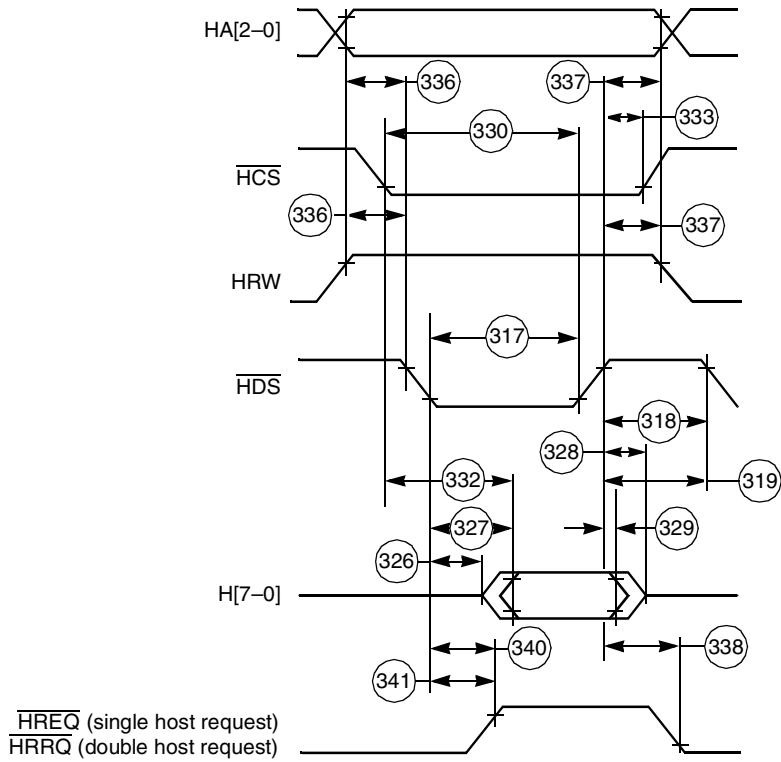 HA[2–0]
336
337
333
330
HCS
336
337
HRW
317
HDS
318
328
332
319
327
329
326
H[7–0]
340
338
341
HREQ (single host request)
HRRQ (double host request)